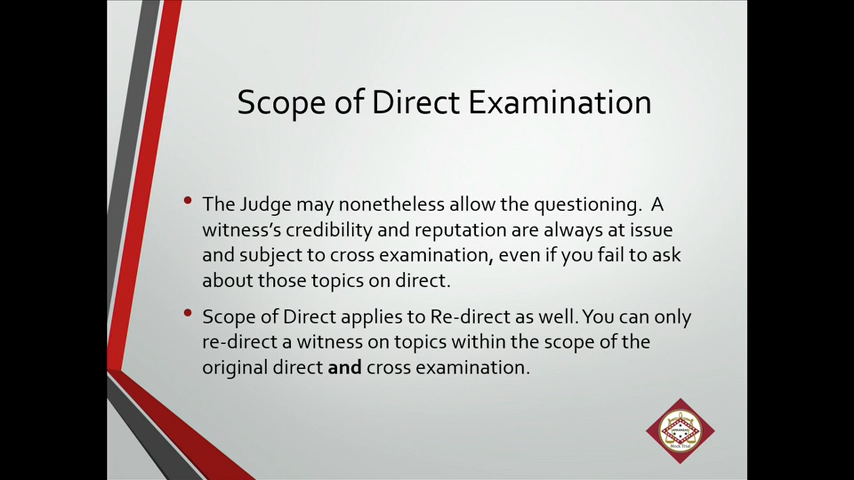 Scope of Direct Examination
• The Judge may nonetheless allow the questioning.  A
witness's credibility and reputation are always at issue
and subject to cross examination, even if you fail to ask
about those topics on direct.
• Scope of Direct applies to Re-direct as well. You can only
re-direct a witness on topics within the scope of the
original direct and cross examination.
ARKANSAS
Mock Trial